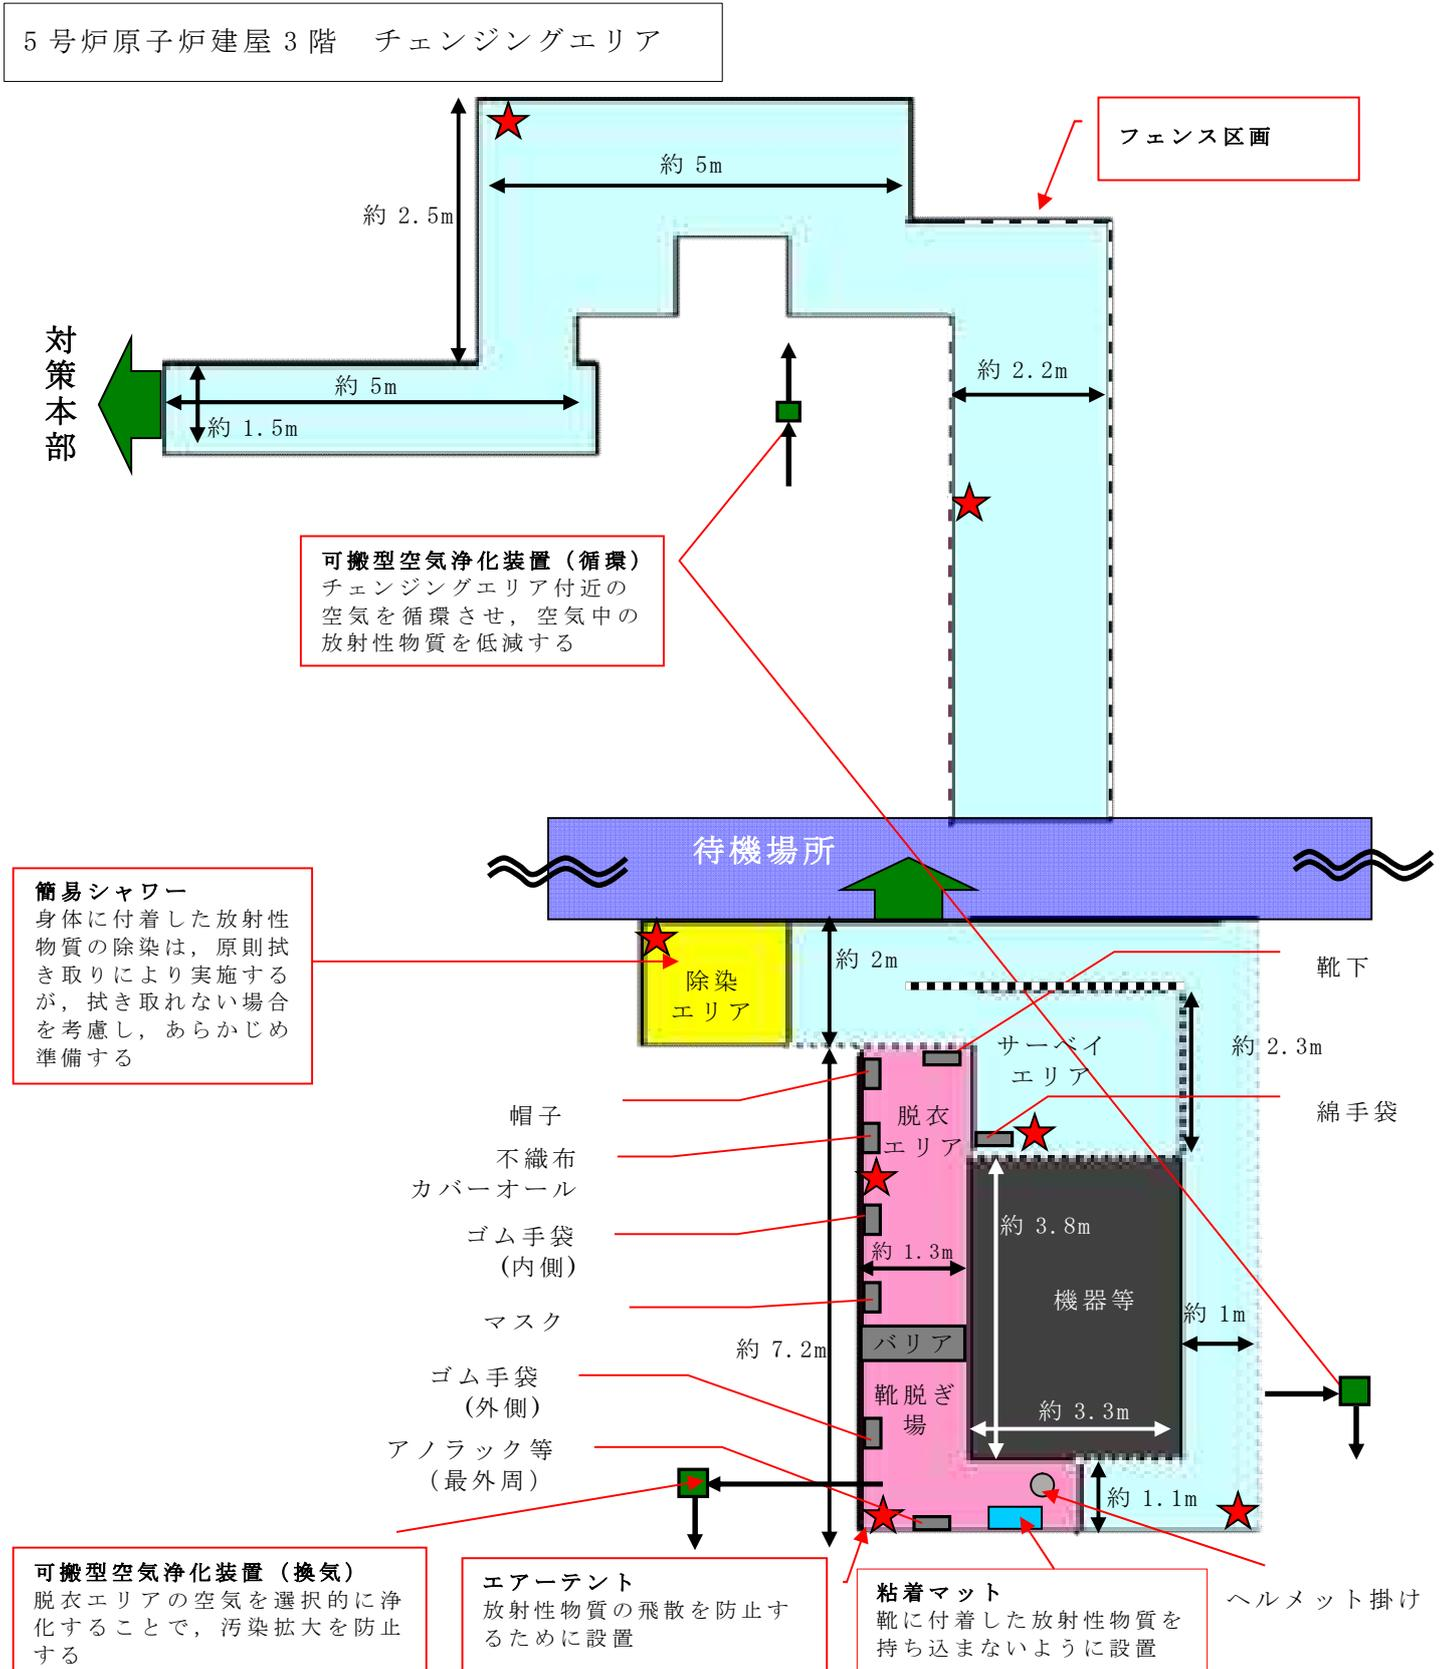 5号炉原子炉建屋3階　チェンジングエリア
フェンス区画
約 5m
約 2.5m
対策本部
約 5m
約 1.5m
約 2.2m
可搬型空気浄化装置（循環）
チェンジングエリア付近の
空気を循環させ，空気中の
放射性物質を低減する
待機場所
簡易シャワー
身体に付着した放射性
物質の除染は，原則拭
き取りにより実施する
が，拭き取れない場合
を考慮し，あらかじめ
準備する
除染
エリア
約 2m
靴下
サーベイ
エリア
約 2.3m
綿手袋
脱衣
エリア
帽子
不織布
カバーオール
ゴム手袋
(内側)
マスク
約 1.3m
約 3.8m
機器等
約 1m
約 7.2m
バリア
靴脱ぎ
場
約 3.3m
ゴム手袋
(外側)
アノラック等
（最外周）
約 1.1m
可搬型空気浄化装置（換気）
脱衣エリアの空気を選択的に浄
化することで，汚染拡大を防止
する
エアーテント
放射性物質の飛散を防止す
るために設置
粘着マット
靴に付着した放射性物質を
持ち込まないように設置
ヘルメット掛け